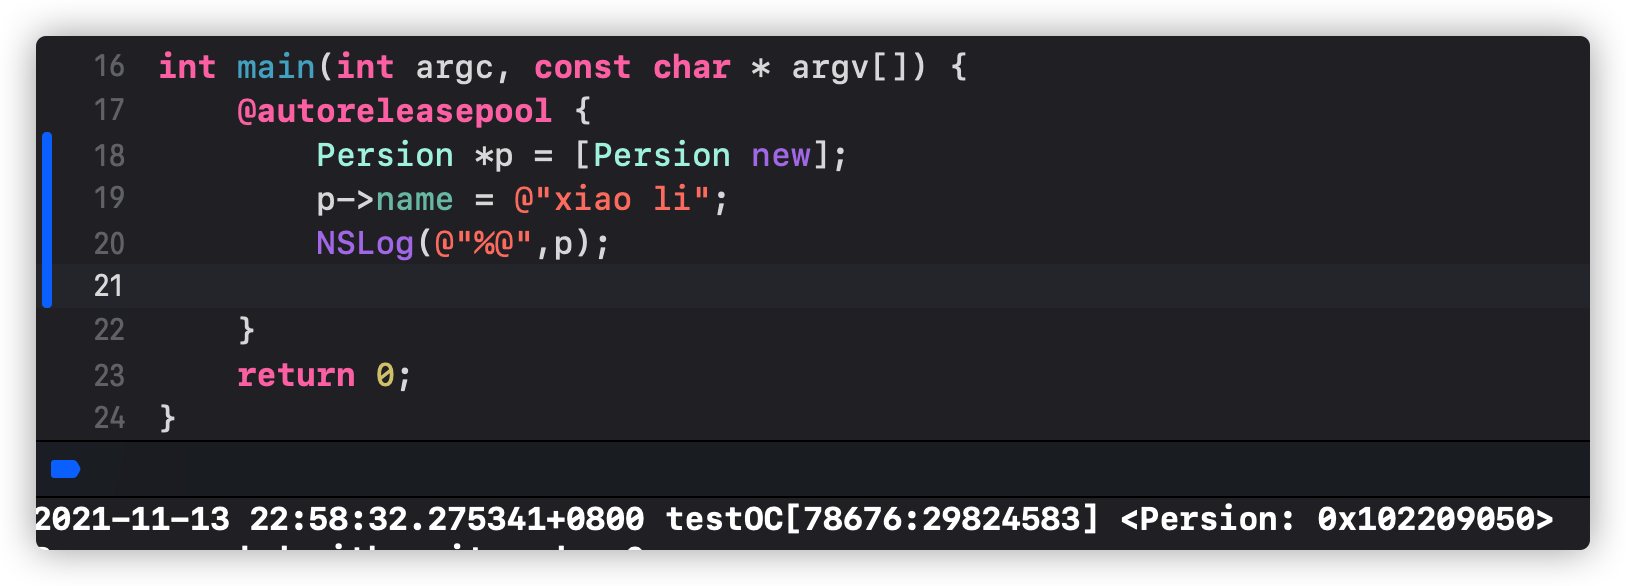 16 int main(int argc, const char * argv[]) {
17 @autoreleasepool {
18 Persion *p = [Persion new];
19 p->name = @"xiao li";
20 NSLog(@"%@",p);
21
22 }
23 return 0;
24 }
2021-11-13 22:58:32.275341+0800 testOC[78676:29824583] <Persion: 0x102209050>